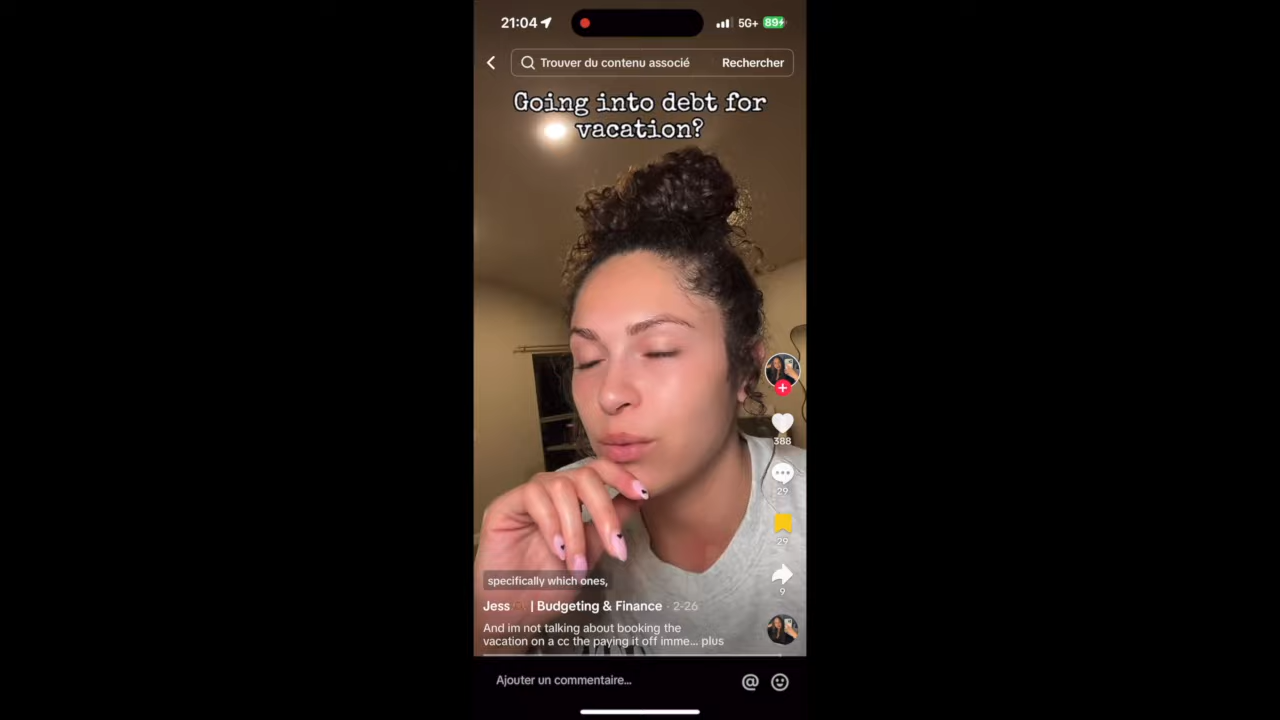 21:04
5G+
89
Trouver du contenu associé
Rechercher
Going into debt for
vacation?
388
29
29
9
specifically which ones,
Jess | Budgeting & Finance · 2-26
And im not talking about booking the
vacation on a cc the paying it off imme... plus
Ajouter un commentaire...
@